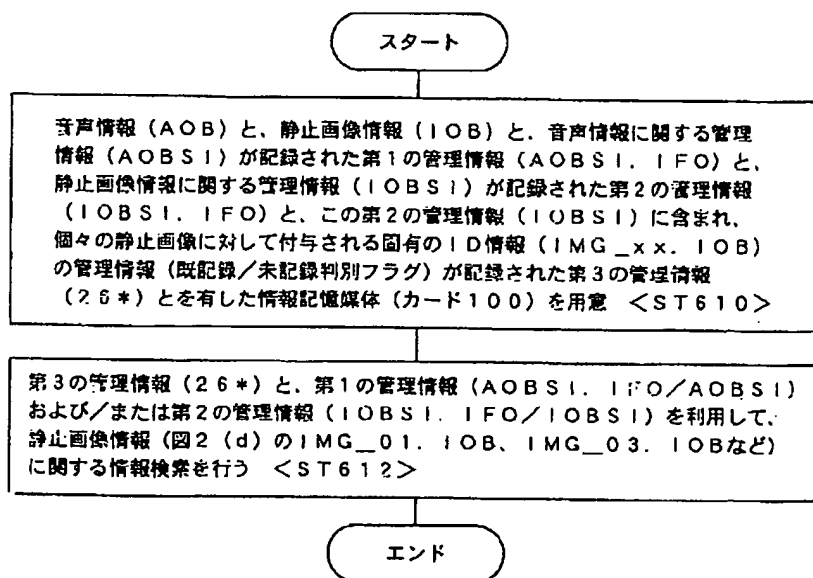 スタート
音声情報（AOB）と、静止画像情報（IOB）と、音声情報に関する管理
情報（AOBSI）が記録された第1の管理情報（AOBSI．IFO）と、
静止画像情報に関する管理情報（IOBSI）が記録された第2の管理情報
（IOBSI．IFO）と、この第2の管理情報（IOBSI）に含まれ、
個々の静止画像に対して付与される固有のID情報（IMG_xx．IOB）
の管理情報（既記録／未記録判別フラグ）が記録された第3の管理情報
（26*）とを有した情報記憶媒体（カード100）を用意 ＜ST610＞
第3の管理情報（26*）と、第1の管理情報（AOBSI．IFO／AOBSI）
および／または第2の管理情報（IOBSI．IFO／IOBSI）を利用して、
静止画像情報（図2（d）のIMG_01．IOB、IMG_03．IOBなど）
に関する情報検索を行う ＜ST612＞
エンド